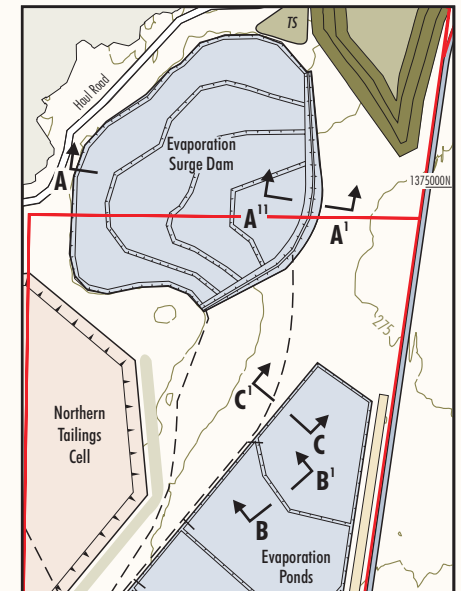 TS
Haul Road
Evaporation
Surge Dam
A
1375000N
A11
A1
275
C1
Northern
Tailings
Cell
C
B1
B
Evaporation
Ponds